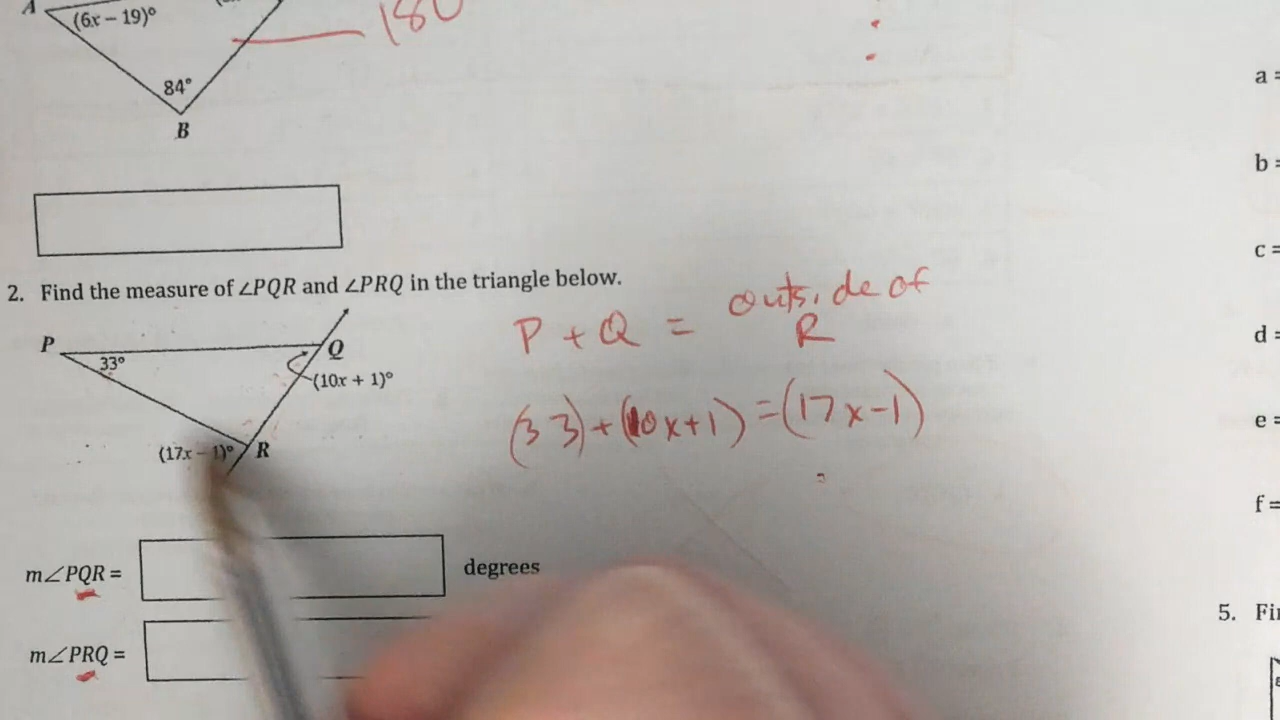 A
(6x − 19)°
180
84°
B
a =
b =
c =
d =
e =
f =
2. Find the measure of ∠PQR and ∠PRQ in the triangle below.
P
33°
Q
(10x + 1)°
(17x − 1)°
R
P + Q = outside of R
(33) + (10x+1) = (17x−1)
m∠PQR =
degrees
m∠PRQ =
5.